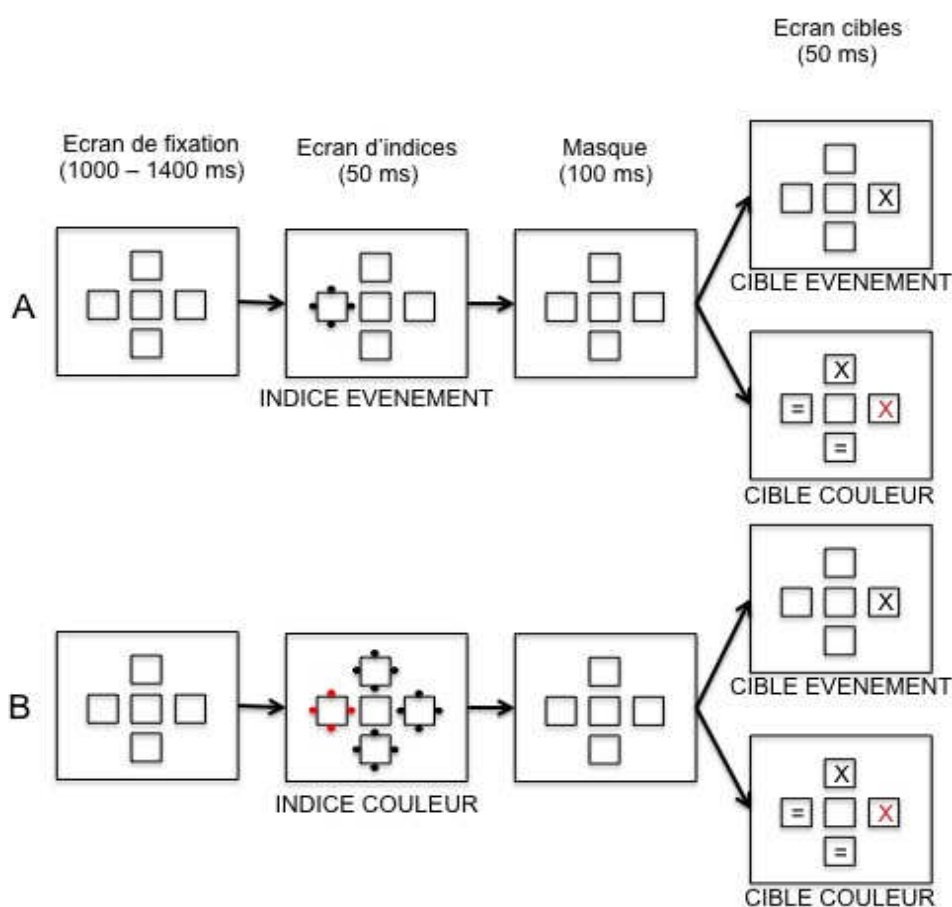 Ecran cibles
(50 ms)
Ecran de fixation
(1000 – 1400 ms)
Ecran d'indices
(50 ms)
Masque
(100 ms)
A
X
CIBLE EVENEMENT
INDICE EVENEMENT
X
= X
=
CIBLE COULEUR
B
X
CIBLE EVENEMENT
INDICE COULEUR
X
= X
=
CIBLE COULEUR